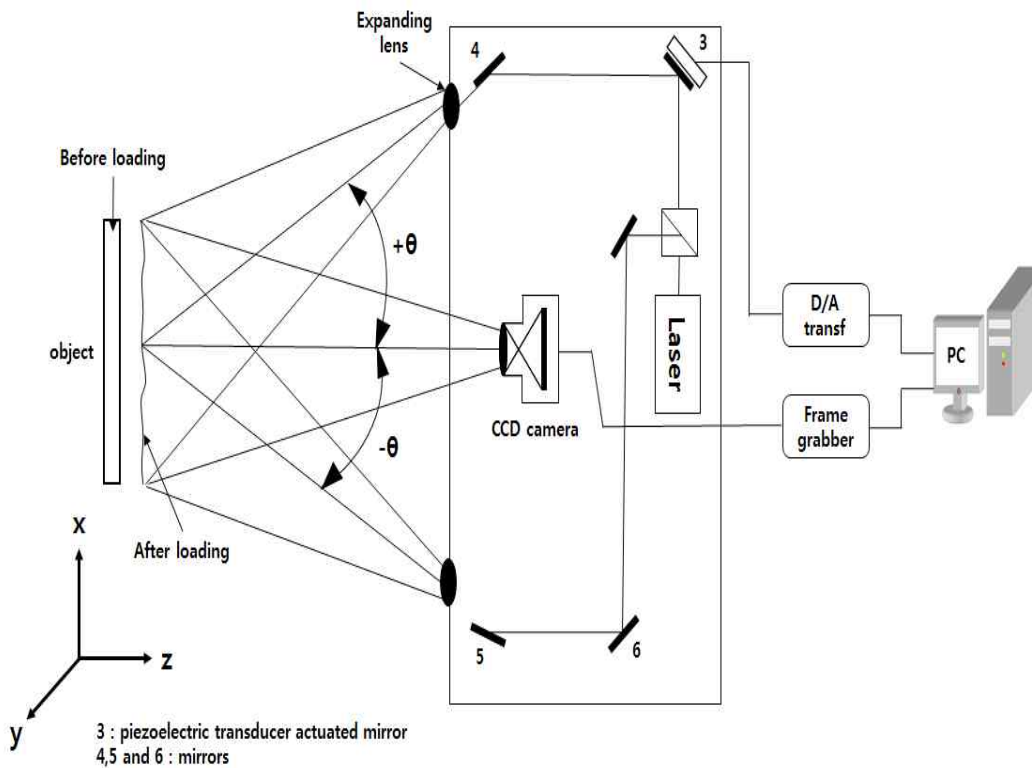 Expanding
lens
4
3
Before loading
+θ
object
-θ
CCD camera
Laser
D/A
transf
PC
Frame
grabber
After loading
x
z
y
5
6
3 : piezoelectric transducer actuated mirror
4,5 and 6 : mirrors